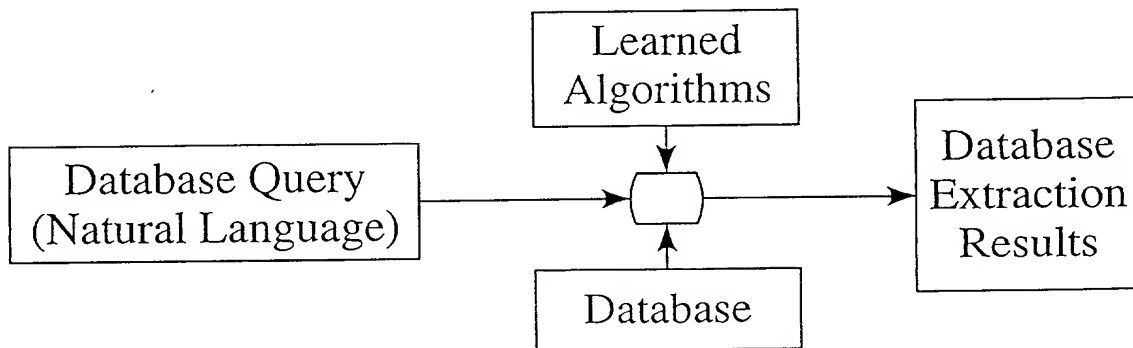 Learned
Algorithms
Database Query
(Natural Language)
Database
Extraction
Results
Database